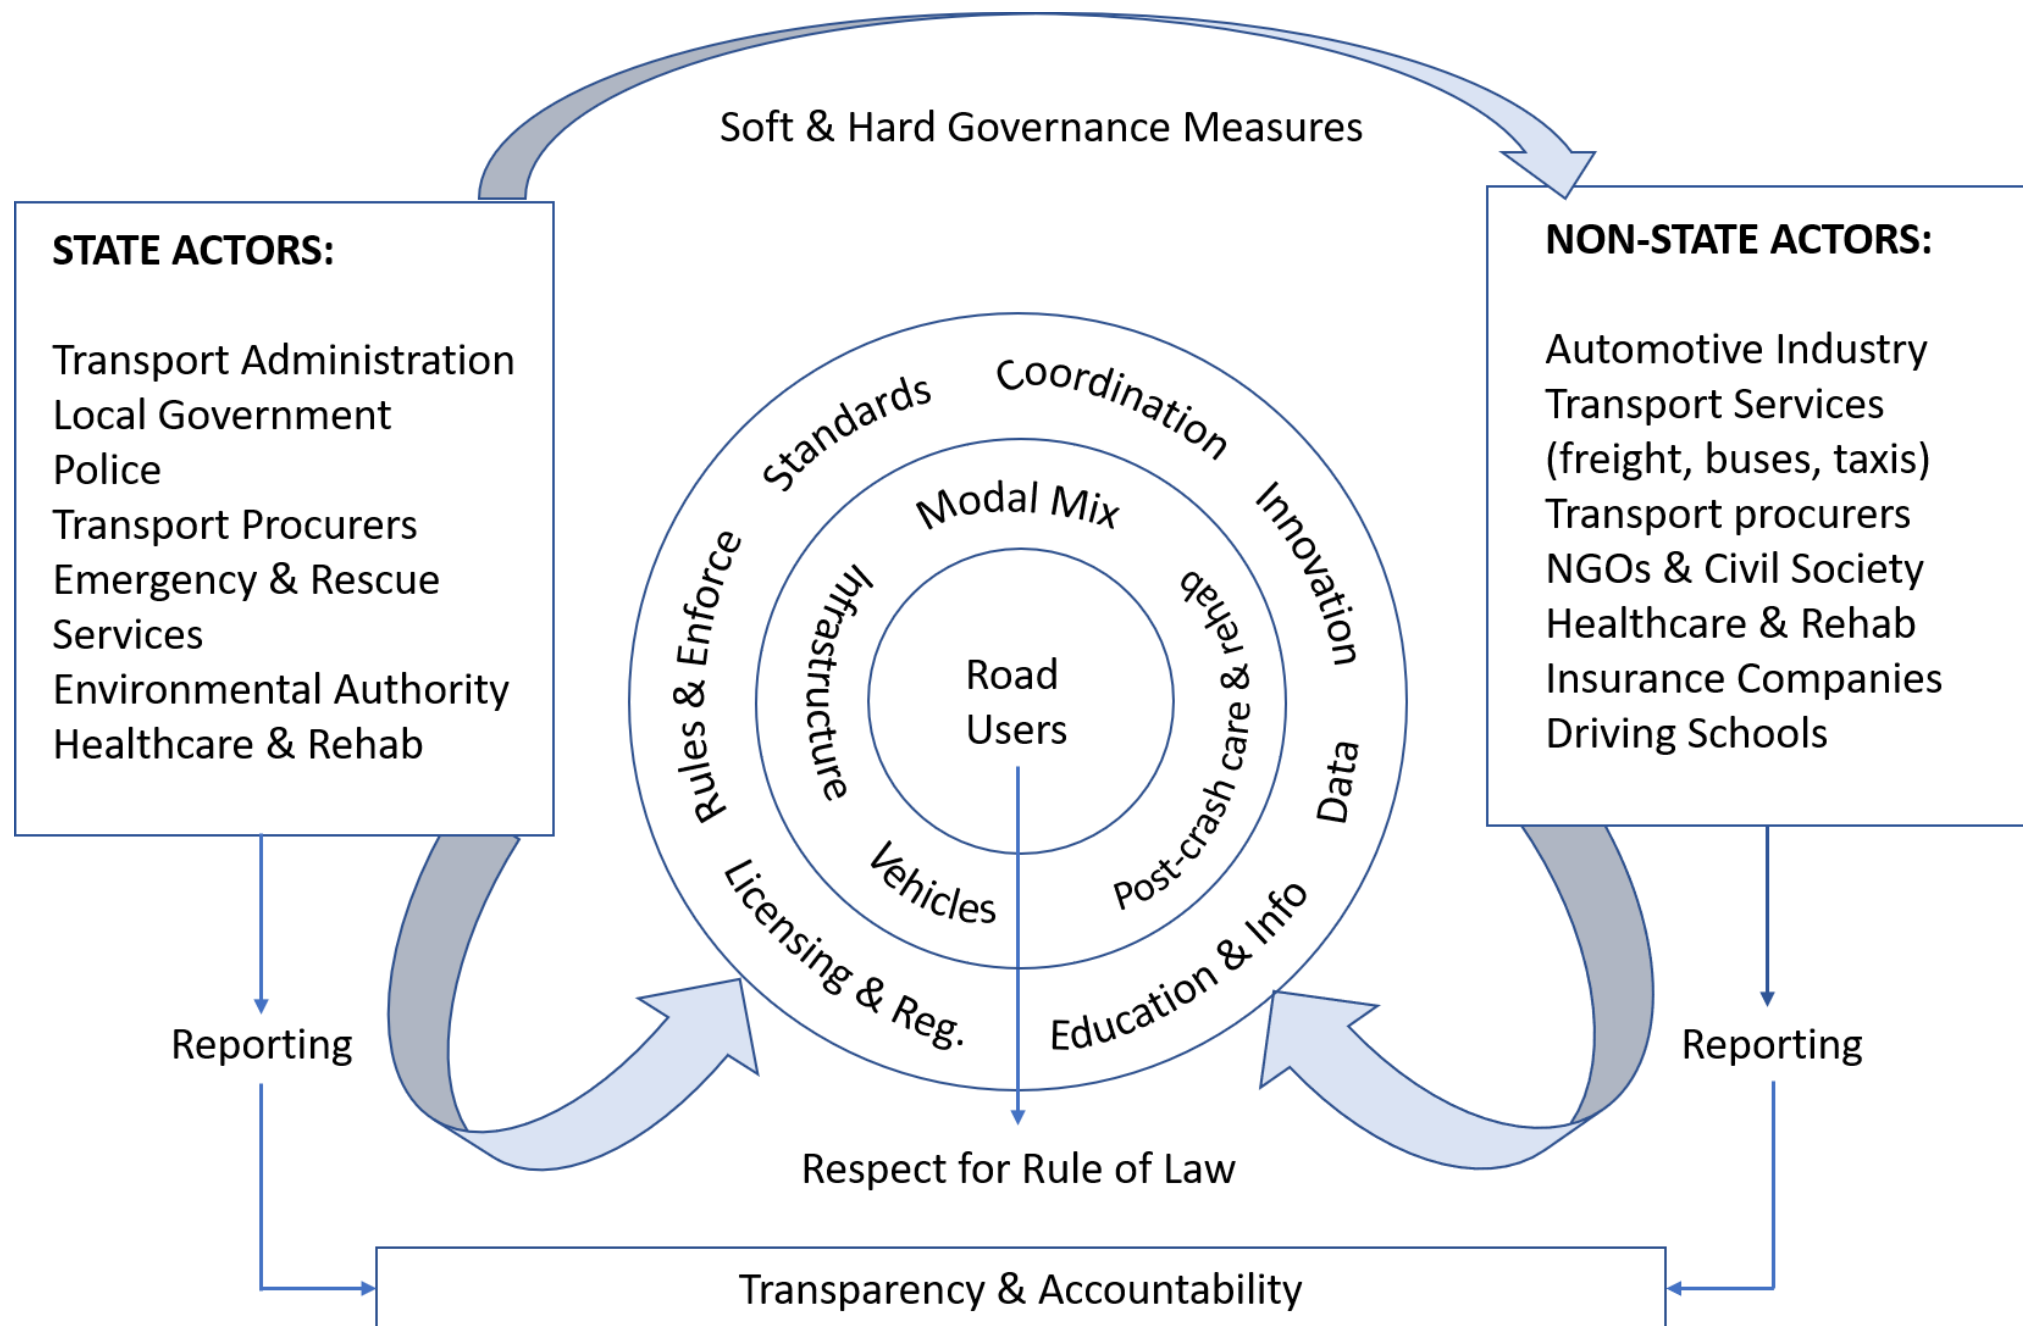 Soft & Hard Governance Measures
STATE ACTORS:
Transport Administration
Local Government
Police
Transport Procurers
Emergency & Rescue
Services
Environmental Authority
Healthcare & Rehab
NON-STATE ACTORS:
Automotive Industry
Transport Services
(freight, buses, taxis)
Transport procurers
NGOs & Civil Society
Healthcare & Rehab
Insurance Companies
Driving Schools
Standards
Coordination
Innovation
Data
Education & Info
Licensing & Reg.
Rules & Enforce
Modal Mix
Post-crash care & rehab
Vehicles
Infrastructure
Road
Users
Reporting
Reporting
Respect for Rule of Law
Transparency & Accountability